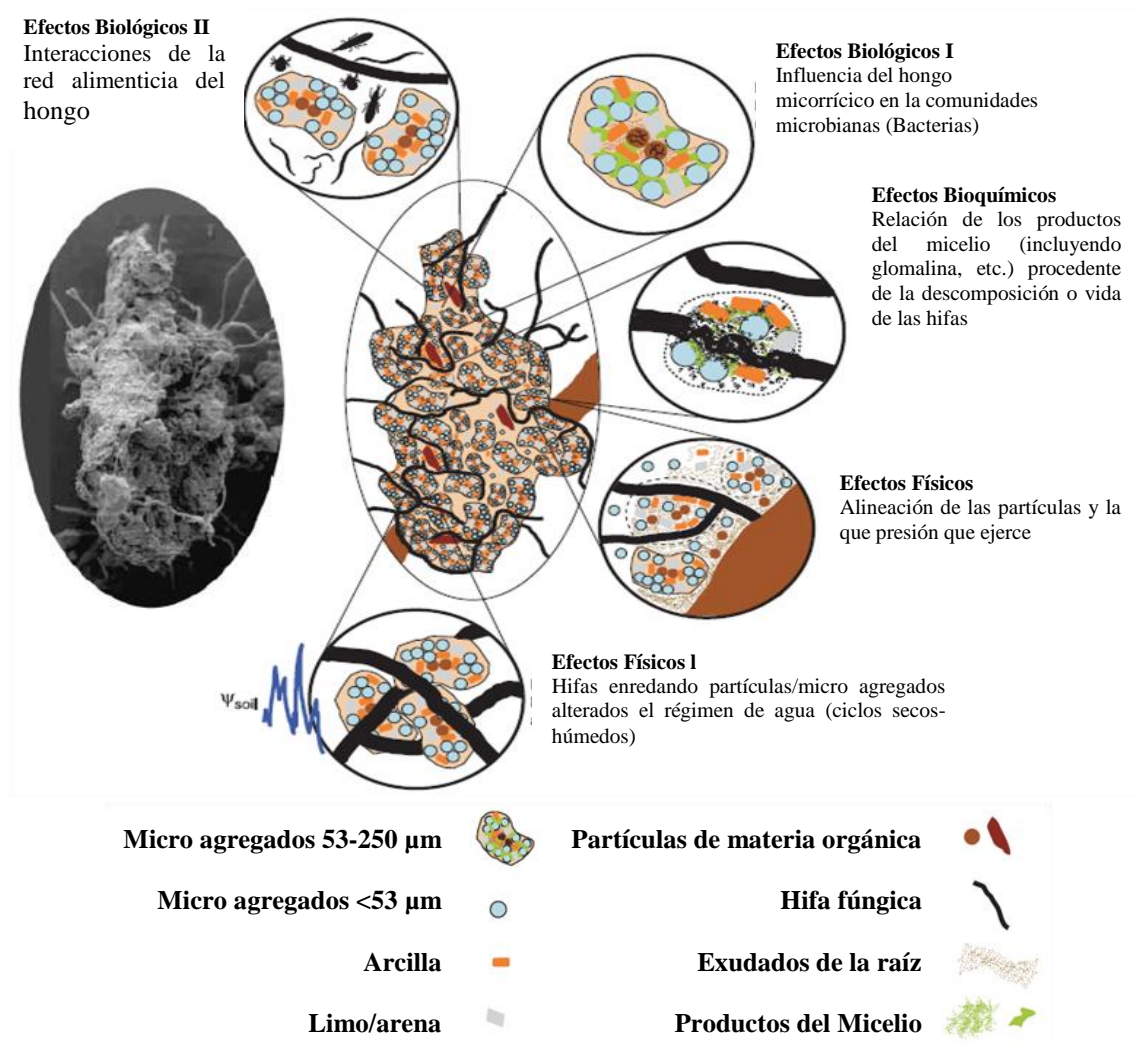 Efectos Biológicos II
Interacciones de la
red alimenticia del
hongo
Efectos Biológicos I
Influencia del hongo
micorrícico en la comunidades
microbianas (Bacterias)
Efectos Bioquímicos
Relación de los productos
del micelio (incluyendo
glomalina, etc.) procedente
de la descomposición o vida
de las hifas
Efectos Físicos
Alineación de las partículas y la
que presión que ejerce
Efectos Físicos l
Hifas enredando partículas/micro agregados
alterados el régimen de agua (ciclos secos-
húmedos)
Ψsoil
Micro agregados 53-250 µm
Partículas de materia orgánica
Micro agregados <53 µm
Hifa fúngica
Arcilla
Exudados de la raíz
Limo/arena
Productos del Micelio